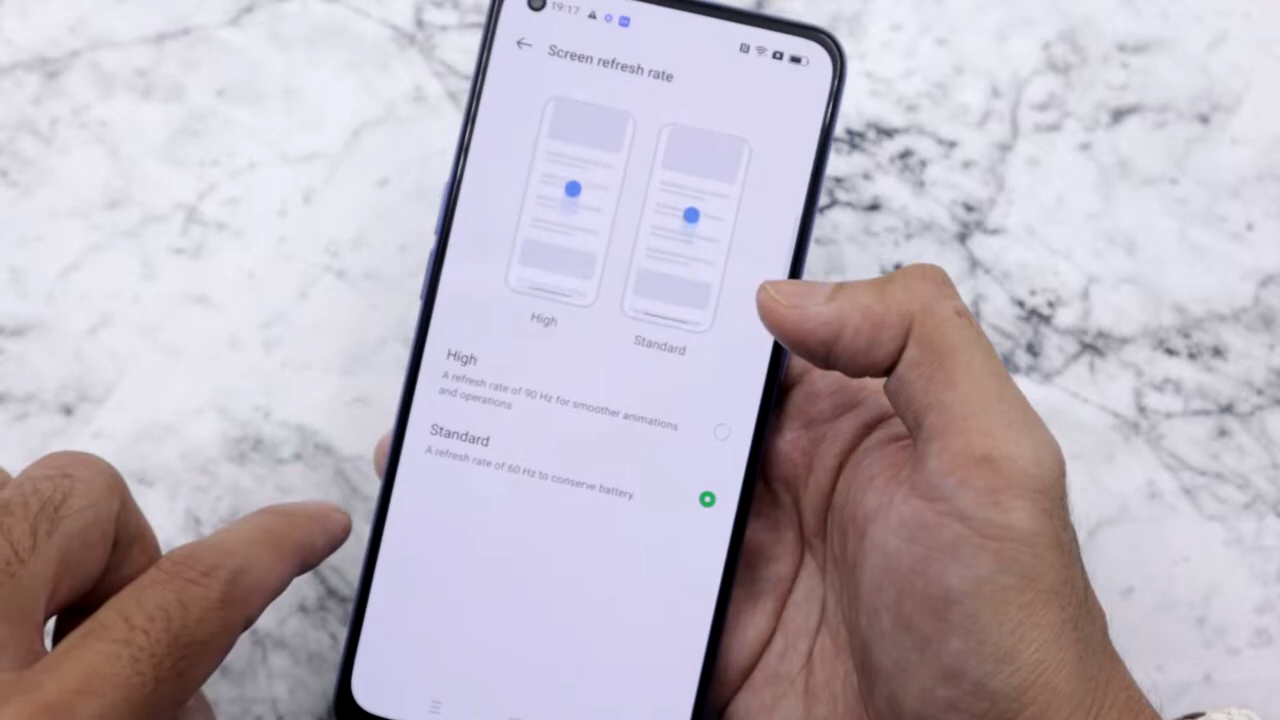 19:17
Screen refresh rate
High
Standard
High
A refresh rate of 90 Hz for smoother animations
and operations
Standard
A refresh rate of 60 Hz to conserve battery.